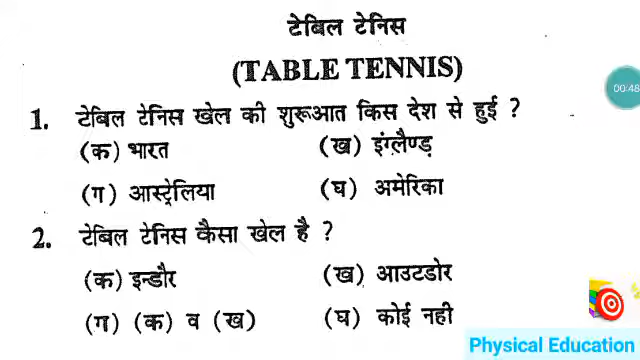 टेबिल टेनिस
(TABLE TENNIS)
00:48
1. टेबिल टेनिस खेल की शुरूआत किस देश से हुई ?
(क) भारत (ख) इंग्लैण्ड़
(ग) आस्ट्रेलिया (घ) अमेरिका
2. टेबिल टेनिस कैसा खेल है ?
(क) इन्डौर (ख) आउटडोर
(ग) (क) व (ख) (घ) कोई नही
Physical Education